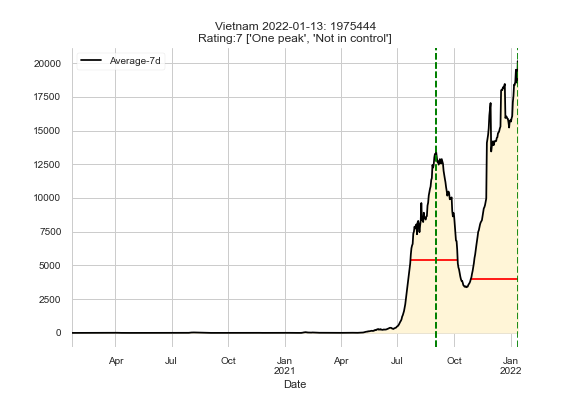 Vietnam 2022-01-13: 1975444
Rating:7 ['One peak', 'Not in control']
Average-7d
20000
17500
15000
12500
10000
7500
5000
2500
0
Apr Jul Oct Jan Apr Jul Oct Jan
2021 2022
Date